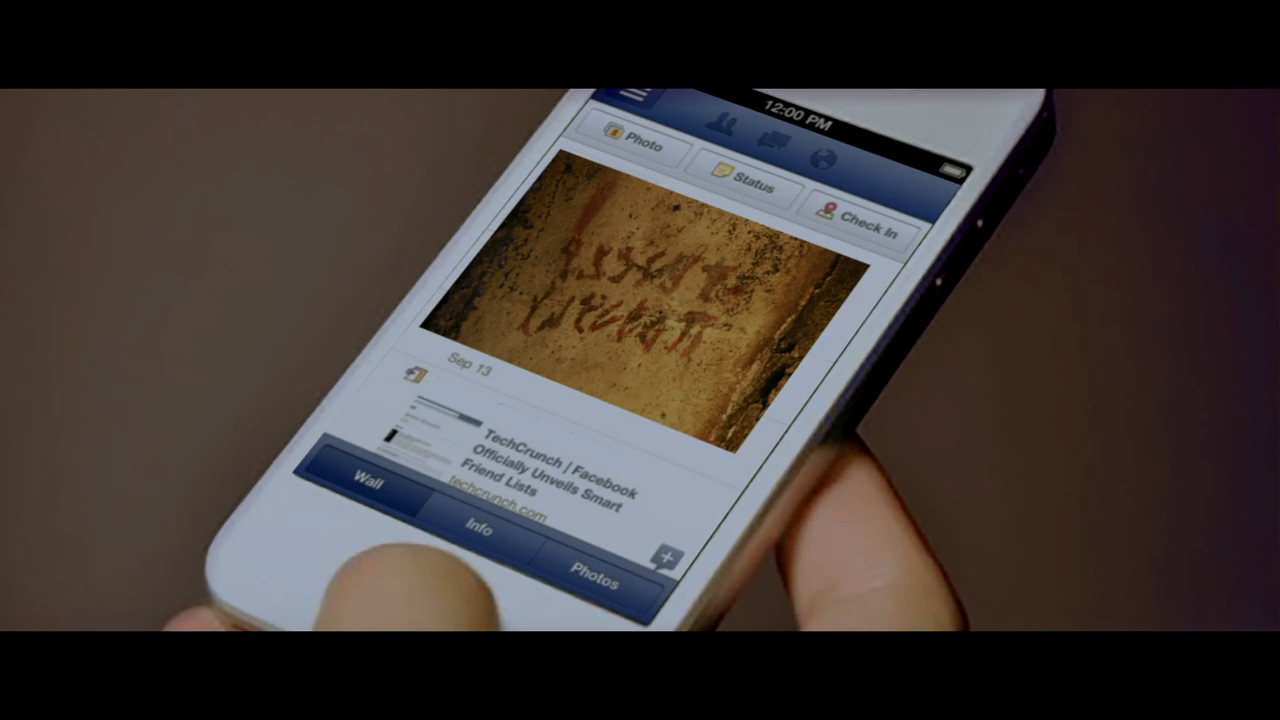 12:00 PM
Photo
Status
Check In
Sep 13
TechCrunch | Facebook
Officially Unveils Smart
Friend Lists
techcrunch.com
Wall
Info
Photos